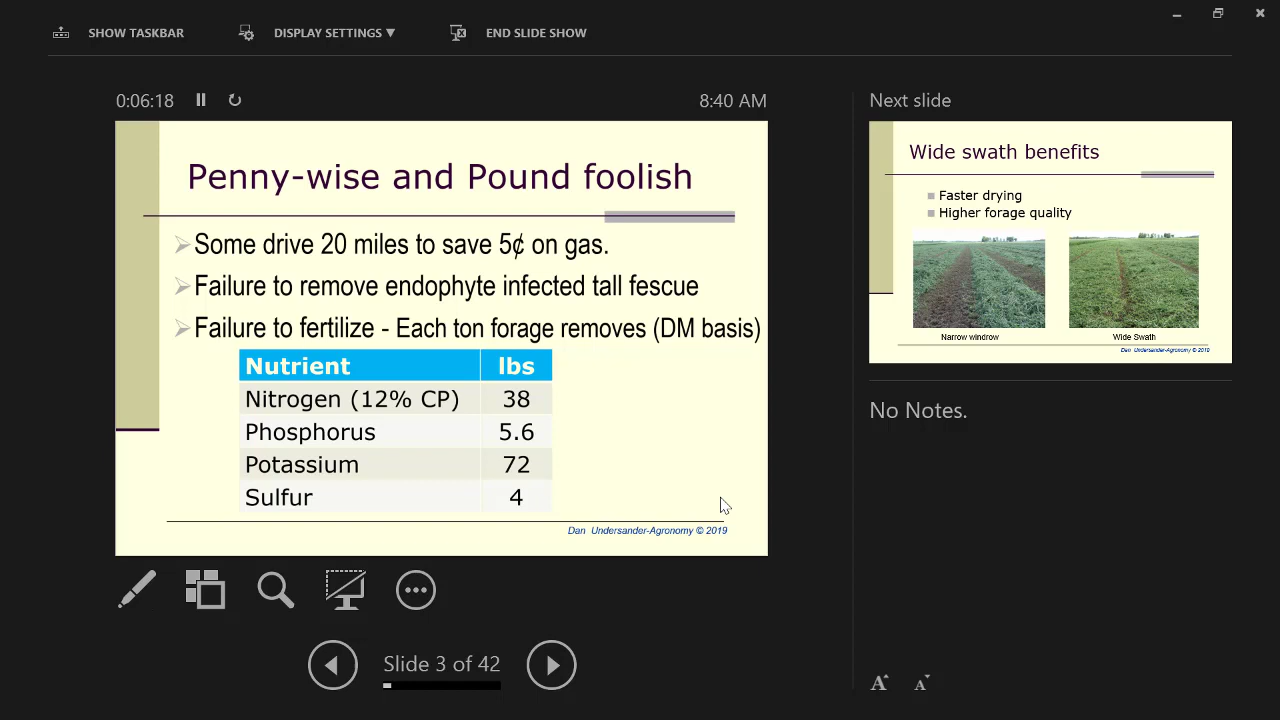 SHOW TASKBAR
DISPLAY SETTINGS ▼
END SLIDE SHOW
0:06:18
8:40 AM
Penny-wise and Pound foolish
Some drive 20 miles to save 5¢ on gas.
Failure to remove endophyte infected tall fescue
Failure to fertilize - Each ton forage removes (DM basis)
Nutrient lbs
Nitrogen (12% CP) 38
Phosphorus 5.6
Potassium 72
Sulfur 4
Dan Undersander-Agronomy © 2019
Slide 3 of 42
Next slide
Wide swath benefits
Faster drying
Higher forage quality
Narrow windrow
Wide Swath
Dan Undersander-Agronomy © 2019
No Notes.
A A